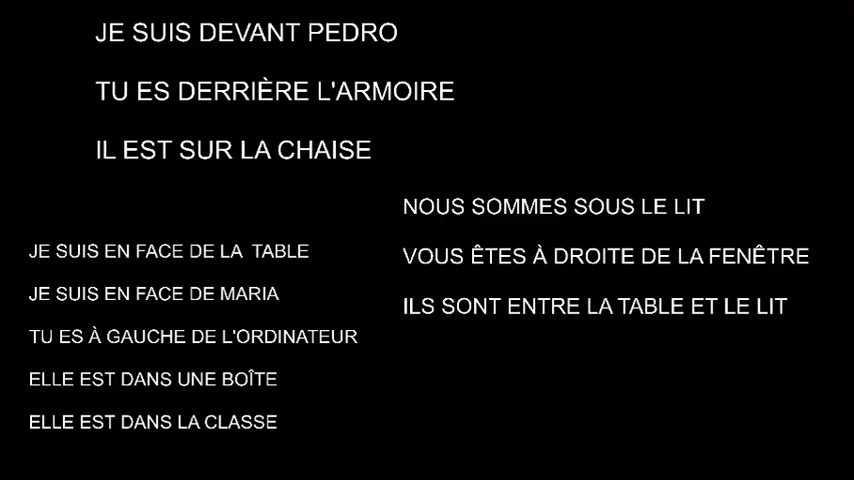 JE SUIS DEVANT PEDRO
TU ES DERRIÈRE L'ARMOIRE
IL EST SUR LA CHAISE
NOUS SOMMES SOUS LE LIT
VOUS ÊTES À DROITE DE LA FENÊTRE
ILS SONT ENTRE LA TABLE ET LE LIT
JE SUIS EN FACE DE LA TABLE
JE SUIS EN FACE DE MARIA
TU ES À GAUCHE DE L'ORDINATEUR
ELLE EST DANS UNE BOÎTE
ELLE EST DANS LA CLASSE